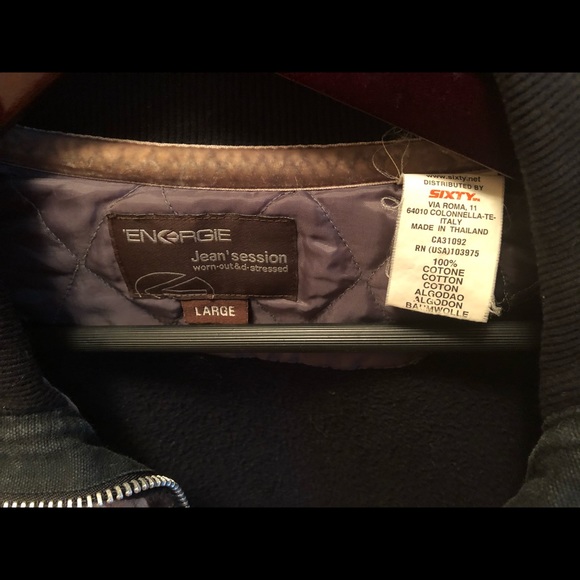 'ENERGIE
Jean'session
worn-out&d-stressed
LARGE
www.sixty.net
DISTRIBUTED BY
SIXTY
VIA ROMA, 11
64010 COLONNELLA-TE-
ITALY
MADE IN THAILAND
CA31092
RN (USA)103975
100%
COTONE
COTTON
COTON
ALGODAO
ALGODON
BAUMWOLLE